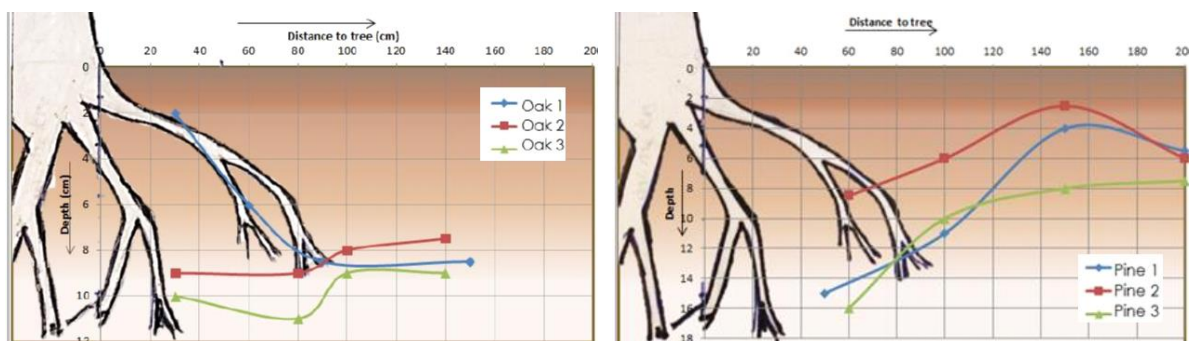 Distance to tree (cm)
0 20 40 60 80 100 120 140 160 180 20
0
2
4
6
8
10
12
Depth (cm)
Oak 1
Oak 2
Oak 3
Distance to tree
0 20 40 60 80 100 120 140 160 180 200
0
2
4
6
8
10
12
14
16
18
Depth
Pine 1
Pine 2
Pine 3